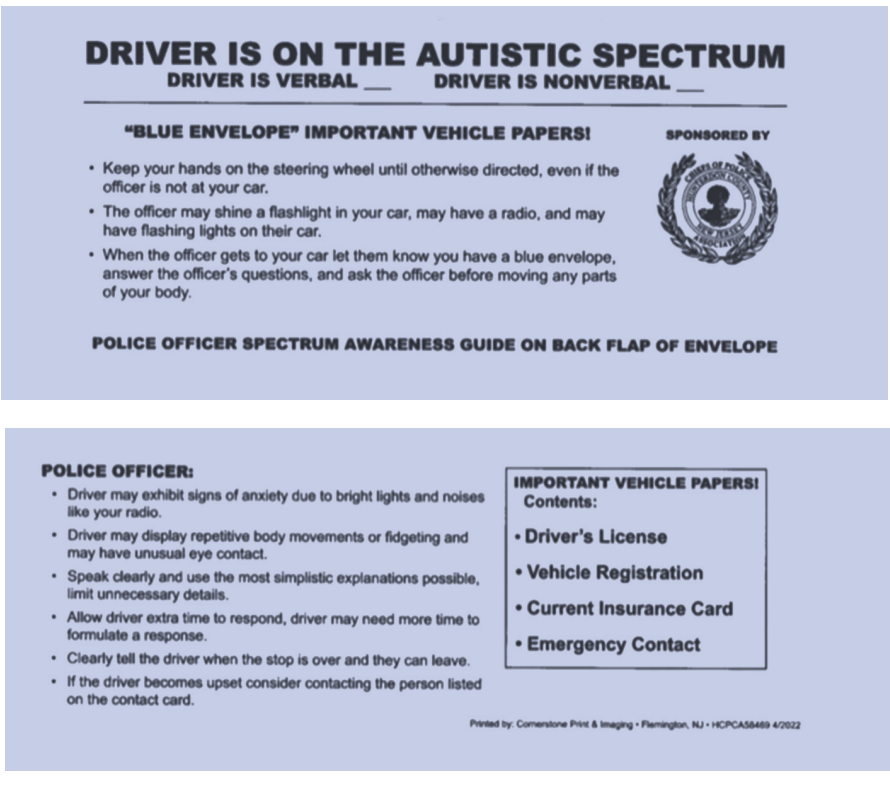 DRIVER IS ON THE AUTISTIC SPECTRUM
DRIVER IS VERBAL __ DRIVER IS NONVERBAL __
“BLUE ENVELOPE” IMPORTANT VEHICLE PAPERS!
• Keep your hands on the steering wheel until otherwise directed, even if the
officer is not at your car.
• The officer may shine a flashlight in your car, may have a radio, and may
have flashing lights on their car.
• When the officer gets to your car let them know you have a blue envelope,
answer the officer's questions, and ask the officer before moving any parts
of your body.
SPONSORED BY
CHIEFS OF POLICE
HUNTERDON COUNTY
NEW JERSEY
ASSOCIATION
POLICE OFFICER SPECTRUM AWARENESS GUIDE ON BACK FLAP OF ENVELOPE
POLICE OFFICER:
• Driver may exhibit signs of anxiety due to bright lights and noises
like your radio.
• Driver may display repetitive body movements or fidgeting and
may have unusual eye contact.
• Speak clearly and use the most simplistic explanations possible,
limit unnecessary details.
• Allow driver extra time to respond, driver may need more time to
formulate a response.
• Clearly tell the driver when the stop is over and they can leave.
• If the driver becomes upset consider contacting the person listed
on the contact card.
IMPORTANT VEHICLE PAPERS!
Contents:
• Driver's License
• Vehicle Registration
• Current Insurance Card
• Emergency Contact
Printed by: Cornerstone Print & Imaging • Flemington, NJ • HCPCA58469 4/2022